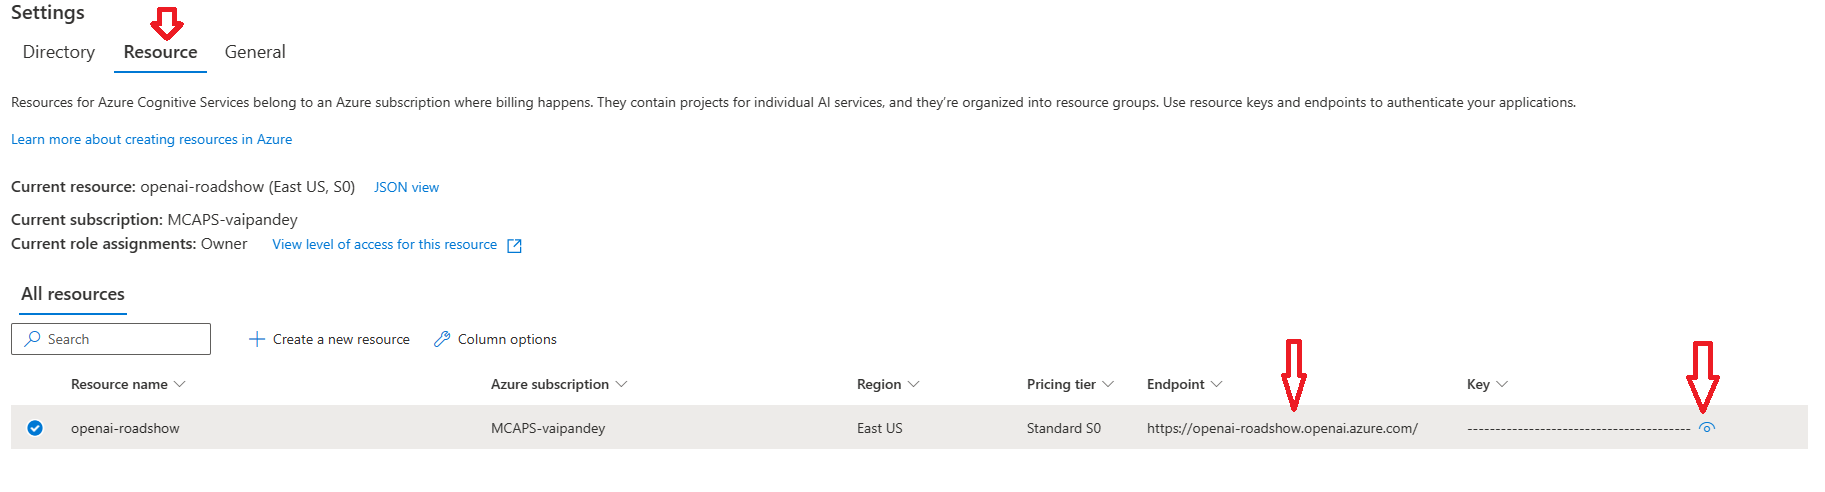 Settings
Directory Resource General
Resources for Azure Cognitive Services belong to an Azure subscription where billing happens. They contain projects for individual AI services, and they're organized into resource groups. Use resource keys and endpoints to authenticate your applications.
Learn more about creating resources in Azure
Current resource: openai-roadshow (East US, S0) JSON view
Current subscription: MCAPS-vaipandey
Current role assignments: Owner View level of access for this resource
All resources
Search Create a new resource Column options
Resource name Azure subscription Region Pricing tier Endpoint Key
openai-roadshow MCAPS-vaipandey East US Standard S0 https://openai-roadshow.openai.azure.com/ ----------------------------------------